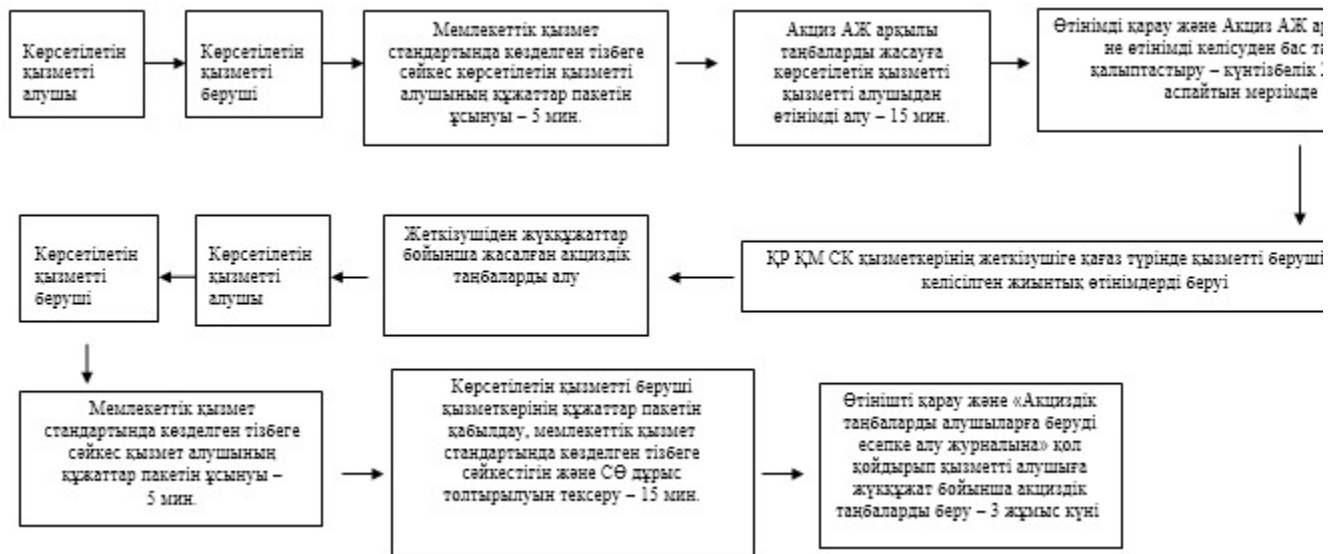 Көрсетілетін
қызметті
алушы
Көрсетілетін
қызметті
беруші
Мемлекеттік қызмет
стандартында көзделген тізбеге
сәйкес көрсетілетін қызметті
алушының құжаттар пакетін
ұсынуы – 5 мин.
Акциз АЖ арқылы
таңбаларды жасауға
көрсетілетін қызметті
қызметті алушыдан
өтінімді алу – 15 мин.
Өтінімді қарау және Акциз АЖ
не өтінімді келісуден бас
қалыптастыру – күнтізбелік
аспайтын мерзімде
ҚР ҚМ СК қызметкерінің жеткізушіге қағаз түрінде қызметті беруші
келісілген жиынтық өтінімдерді беруі
Жеткізушіден жүкқұжаттар
бойынша жасалған акциздік
таңбаларды алу
Көрсетілетін
қызметті
алушы
Көрсетілетін
қызметті
беруші
Мемлекеттік қызмет
стандартында көзделген тізбеге
сәйкес қызмет алушының
құжаттар пакетін ұсынуы –
5 мин.
Көрсетілетін қызметті беруші
қызметкерінің құжаттар пакетін
қабылдау, мемлекеттік қызмет
стандартында көзделген тізбеге
сәйкестігін және СӨ дұрыс
толтырылуын тексеру – 15 мин.
Өтінішті қарау және «Акциздік
таңбаларды алушыларға беруді
есепке алу журналына» қол
қойдырып қызметті алушыға
жүкқұжат бойынша акциздік
таңбаларды беру – 3 жұмыс күні